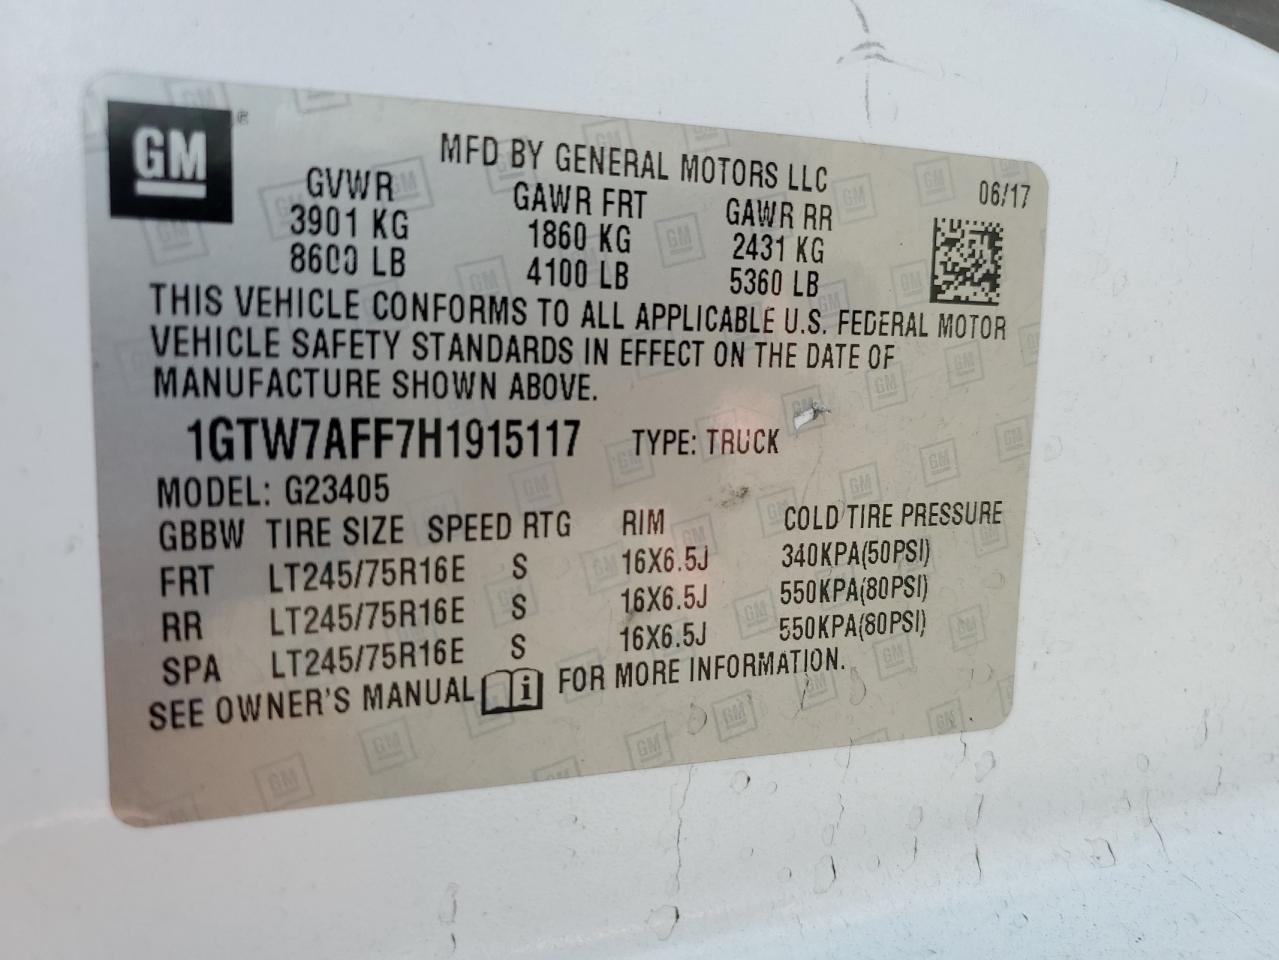 GM ®
MFD BY GENERAL MOTORS LLC
06/17
GVWR GAWR FRT GAWR RR
3901 KG 1860 KG 2431 KG
8600 LB 4100 LB 5360 LB
THIS VEHICLE CONFORMS TO ALL APPLICABLE U.S. FEDERAL MOTOR
VEHICLE SAFETY STANDARDS IN EFFECT ON THE DATE OF
MANUFACTURE SHOWN ABOVE.
1GTW7AFF7H1915117 TYPE: TRUCK
MODEL: G23405
GBBW TIRE SIZE SPEED RTG RIM COLD TIRE PRESSURE
FRT LT245/75R16E S 16X6.5J 340KPA(50PSI)
RR LT245/75R16E S 16X6.5J 550KPA(80PSI)
SPA LT245/75R16E S 16X6.5J 550KPA(80PSI)
SEE OWNER'S MANUAL i FOR MORE INFORMATION.